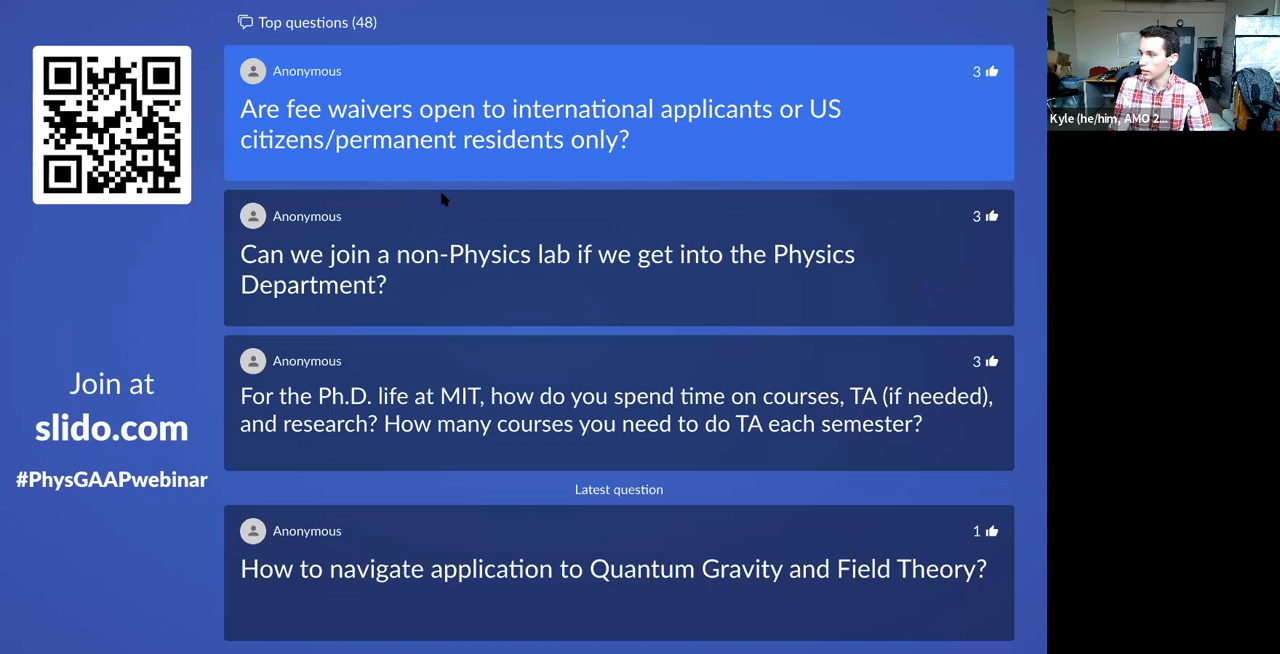 Top questions (48)
Anonymous
3
Are fee waivers open to international applicants or US
citizens/permanent residents only?
Anonymous
3
Can we join a non-Physics lab if we get into the Physics
Department?
Anonymous
3
For the Ph.D. life at MIT, how do you spend time on courses, TA (if needed),
and research? How many courses you need to do TA each semester?
Latest question
Anonymous
1
How to navigate application to Quantum Gravity and Field Theory?
Join at
slido.com
#PhysGAAPwebinar
Kyle (he/him, AMO 2...